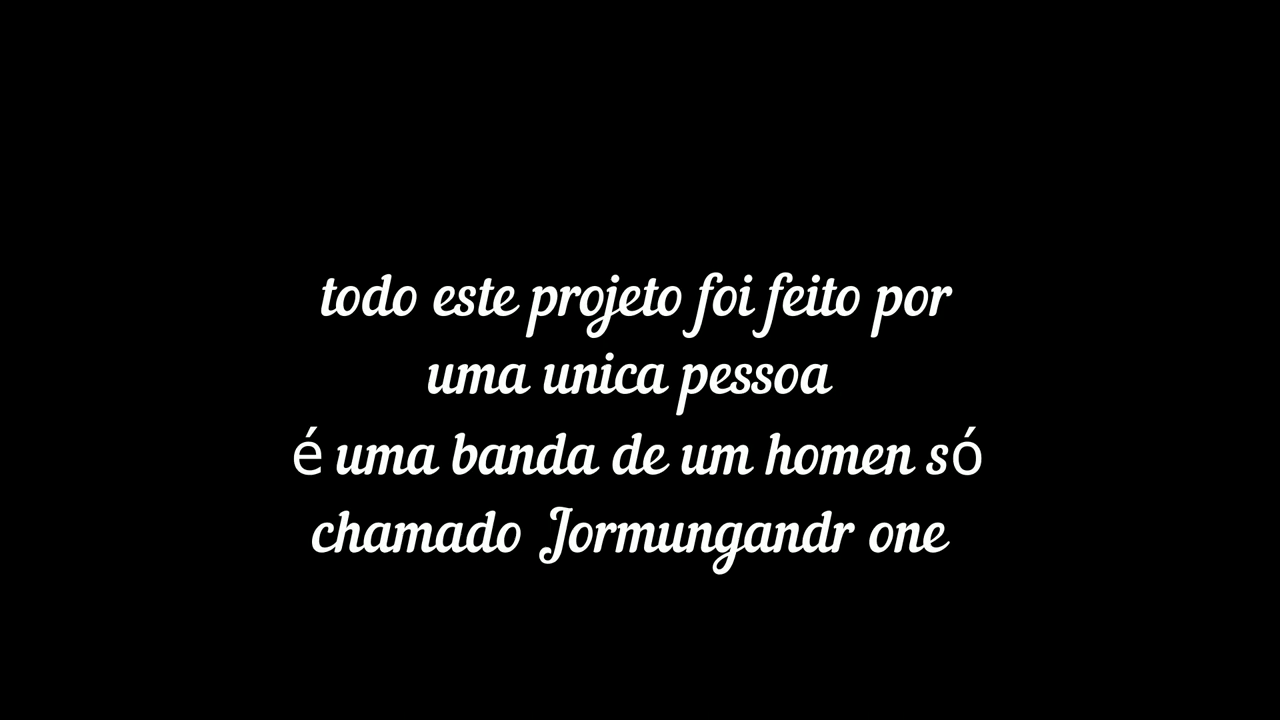 todo este projeto foi feito por
uma unica pessoa
é uma banda de um homen só
chamado Jormungandr one